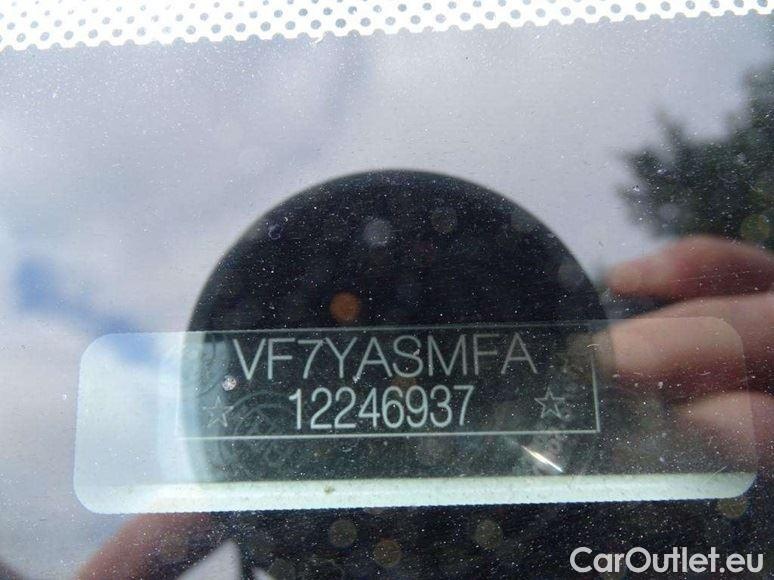 VF7YASMFA
☆ 12246937 ☆
CarOutlet.eu